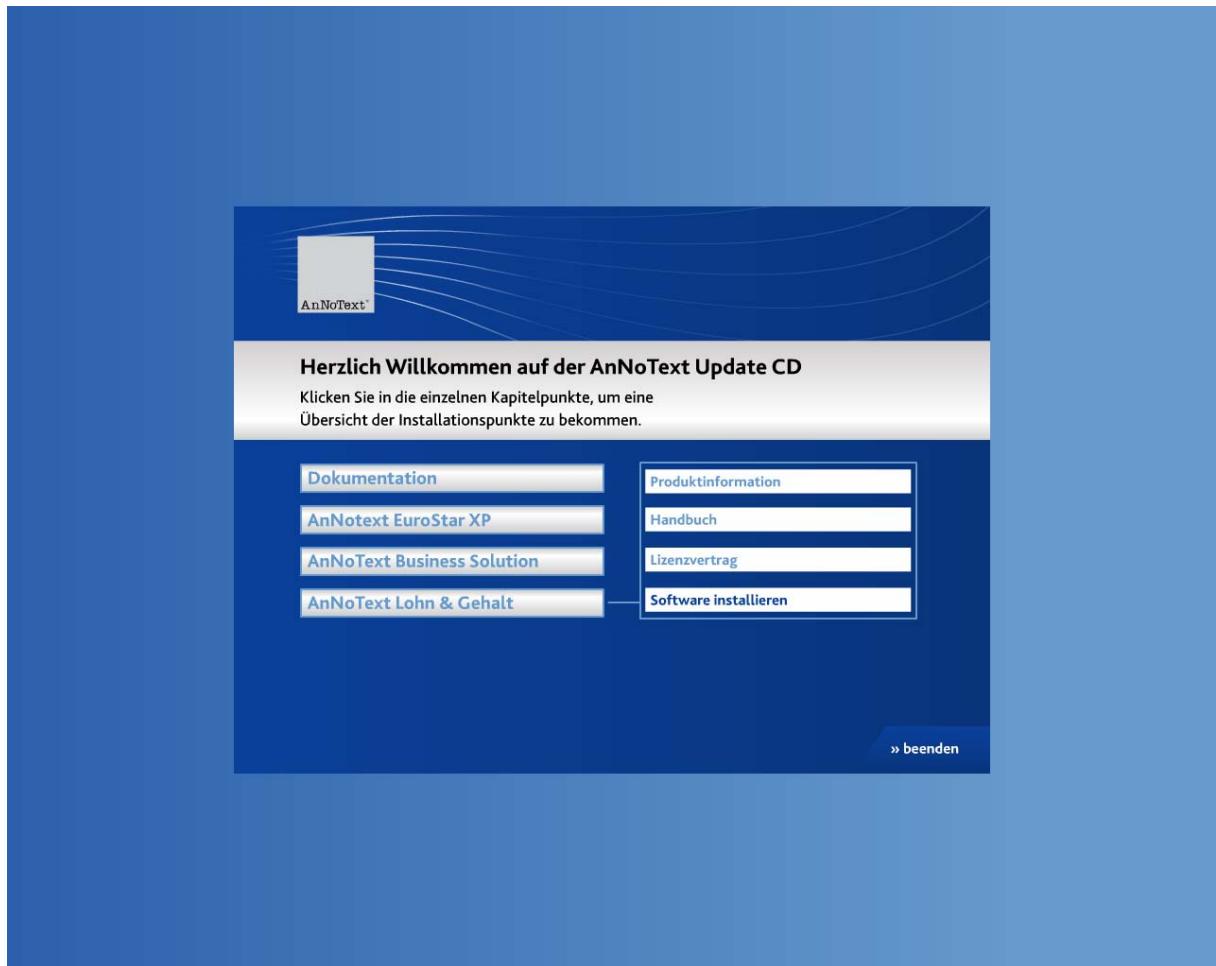 AnNoText
Herzlich Willkommen auf der AnNoText Update CD
Klicken Sie in die einzelnen Kapitelpunkte, um eine
Übersicht der Installationspunkte zu bekommen.
Dokumentation
AnNotext EuroStar XP
AnNoText Business Solution
AnNoText Lohn & Gehalt
Produktinformation
Handbuch
Lizenzvertrag
Software installieren
» beenden